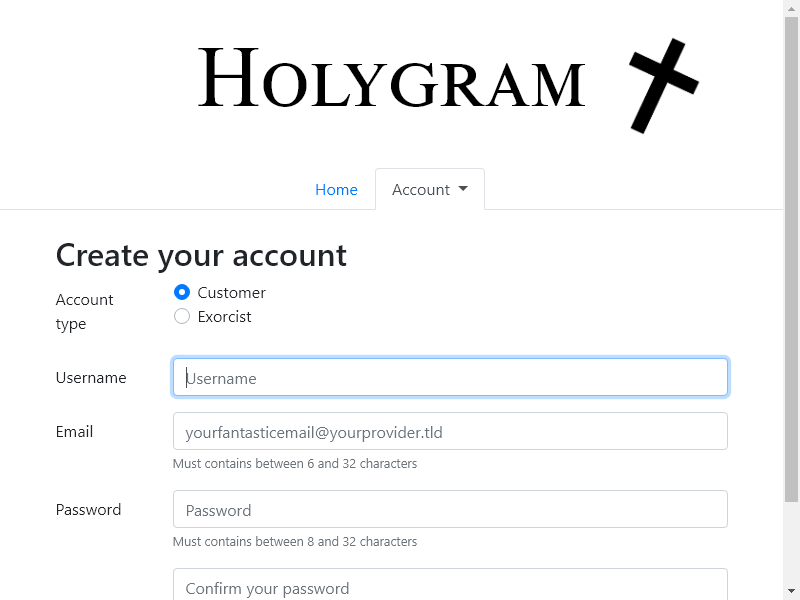 HOLYGRAM
Home
Account
Create your account
Account type
Customer
Exorcist
Username
Username
Email
yourfantasticemail@yourprovider.tld
Must contains between 6 and 32 characters
Password
Password
Must contains between 8 and 32 characters
Confirm your password